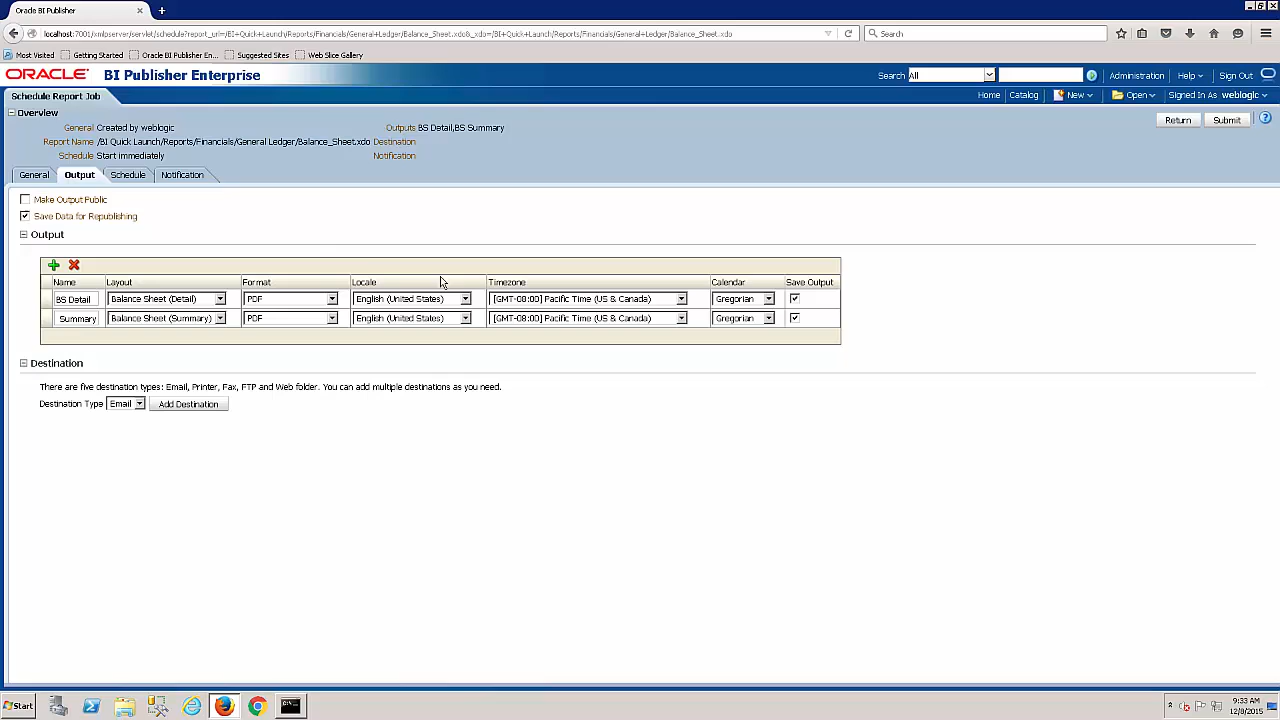 Oracle BI Publisher
localhost:7001/xmlpserver/servlet/schedule?report_url=/BI+Quick+Launch/Reports/Financials/General+Ledger/Balance_Sheet.xdo&_xdo=/BI+Quick+Launch/Reports/Financials/General+Ledger/Balance_Sheet.xdo
Search
Most Visited Getting Started Oracle BI Publisher En... Suggested Sites Web Slice Gallery
ORACLE BI Publisher Enterprise
Search All Administration Help Sign Out
Schedule Report Job
Home Catalog New Open Signed In As weblogic
Overview
Return Submit
General Created by weblogic Outputs BS Detail,BS Summary
Report Name /BI Quick Launch/Reports/Financials/General Ledger/Balance_Sheet.xdo Destination
Schedule Start immediately Notification
General Output Schedule Notification
Make Output Public
Save Data for Republishing
Output
Name Layout Format Locale Timezone Calendar Save Output
BS Detail Balance Sheet (Detail) PDF English (United States) [GMT-08:00] Pacific Time (US & Canada) Gregorian
Summary Balance Sheet (Summary) PDF English (United States) [GMT-08:00] Pacific Time (US & Canada) Gregorian
Destination
There are five destination types: Email, Printer, Fax, FTP and Web folder. You can add multiple destinations as you need.
Destination Type Email Add Destination
Start
9:33 AM
12/8/2015